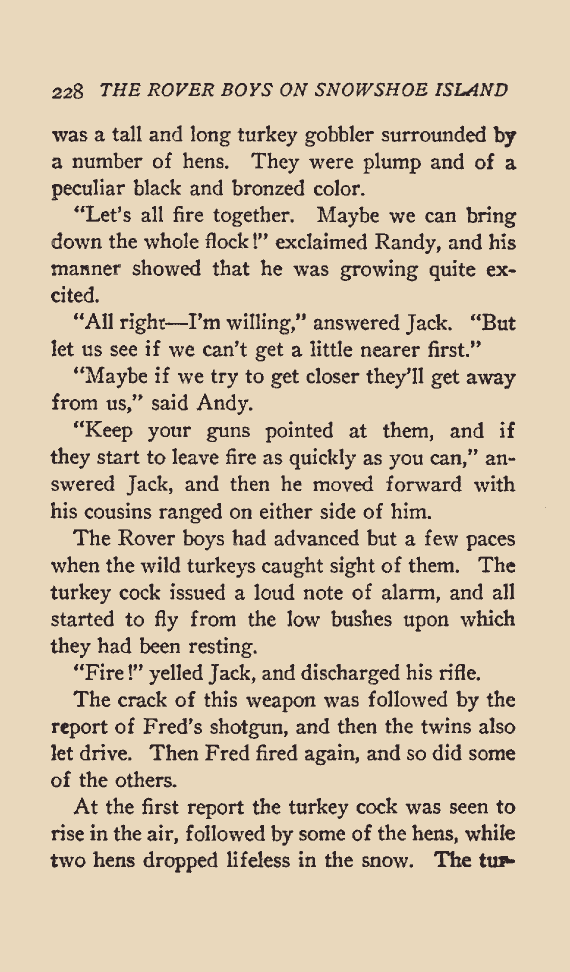 228 THE ROVER BOYS ON SNOWSHOE ISLAND
was a tall and long turkey gobbler surrounded by
a number of hens. They were plump and of a
peculiar black and bronzed color.
“Let’s all fire together. Maybe we can bring
down the whole flock!” exclaimed Randy, and his
manner showed that he was growing quite ex-
cited.
“All right—I’m willing,” answered Jack. “But
let us see if we can’t get a little nearer first.”
“Maybe if we try to get closer they’ll get away
from us,” said Andy.
“Keep your guns pointed at them, and if
they start to leave fire as quickly as you can,” an-
swered Jack, and then he moved forward with
his cousins ranged on either side of him.
The Rover boys had advanced but a few paces
when the wild turkeys caught sight of them. The
turkey cock issued a loud note of alarm, and all
started to fly from the low bushes upon which
they had been resting.
“Fire!” yelled Jack, and discharged his rifle.
The crack of this weapon was followed by the
report of Fred’s shotgun, and then the twins also
let drive. Then Fred fired again, and so did some
of the others.
At the first report the turkey cock was seen to
rise in the air, followed by some of the hens, while
two hens dropped lifeless in the snow. The tur-